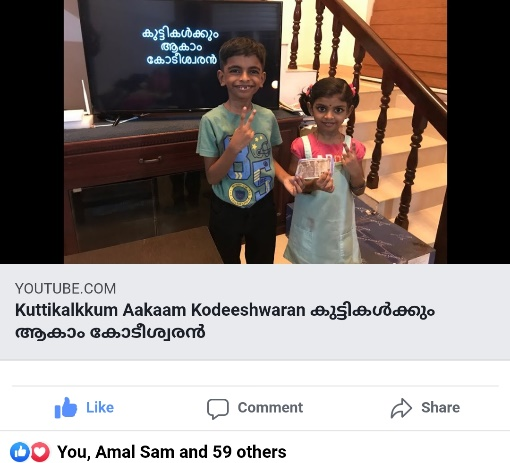 കുട്ടികൾക്കും
ആകാം
കോടീശ്വരൻ
YOUTUBE.COM
Kuttikalkkum Aakaam Kodeeshwaran കുട്ടികൾക്കും
ആകാം കോടീശ്വരൻ
Like
Comment
Share
You, Amal Sam and 59 others